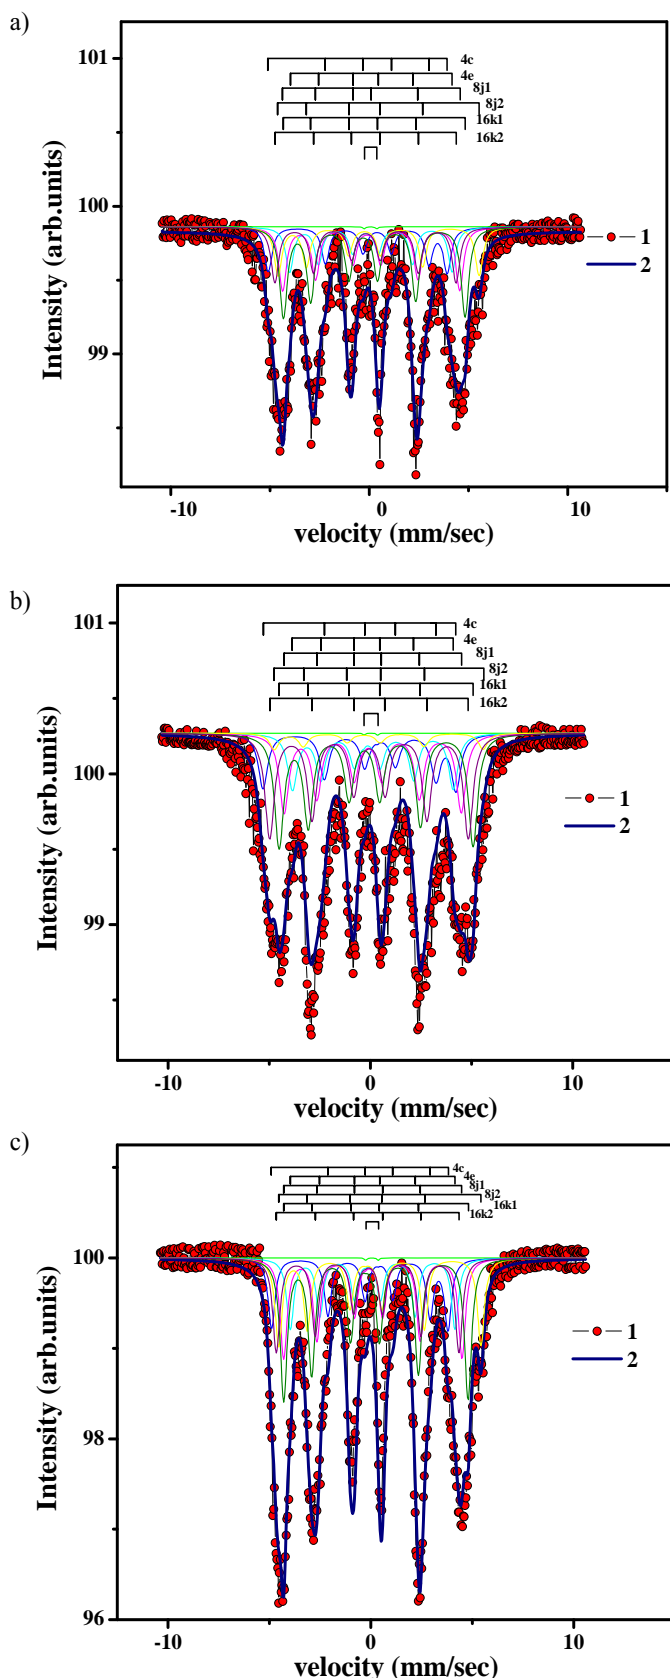 a)
101
100
99
Intensity (arb.units)
4c
4e
8j1
8j2
16k1
16k2
1
2
-10
0
10
velocity (mm/sec)
b)
101
100
99
Intensity (arb.units)
4c
4e
8j1
8j2
16k1
16k2
1
2
-10
0
10
velocity (mm/sec)
c)
100
98
96
Intensity (arb.units)
4c
4e
8j1
8j2
16k1
16k2
1
2
-10
0
10
velocity (mm/sec)